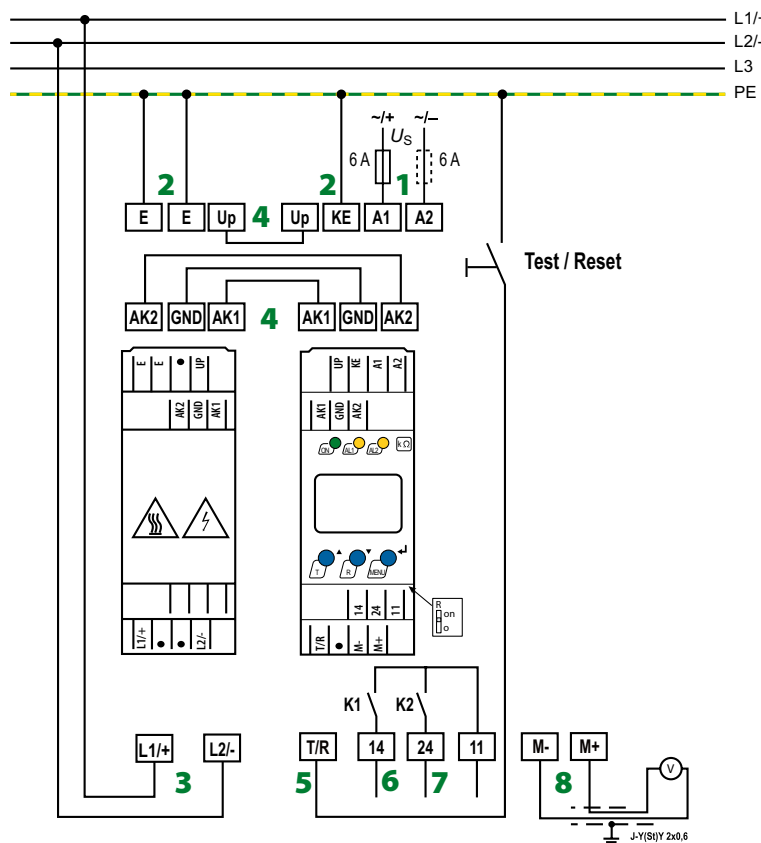 L1/+
L2/-
L3
PE
~/+ ~/–
US
6 A 6 A
2 2 1
E E Up 4 Up KE A1 A2
Test / Reset
AK2 GND AK1 4 AK1 GND AK2
E E UP UP KE A1 A2
AK2 GND AK1 AK1 GND AK2
ON AL1 AL2 k Ω
T R MENU
R
on
o
14 24 11
L1/+ L2/- T/R M- M+
K1 K2
L1/+ L2/- T/R 14 24 11 M- M+
3 5 6 7 8
V
J-Y(St)Y 2x0,6